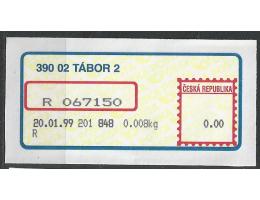 390 02 TÁBOR 2
R 067150
ČESKÁ REPUBLIKA
20.01.99 201 848 0.008kg
0.00
R